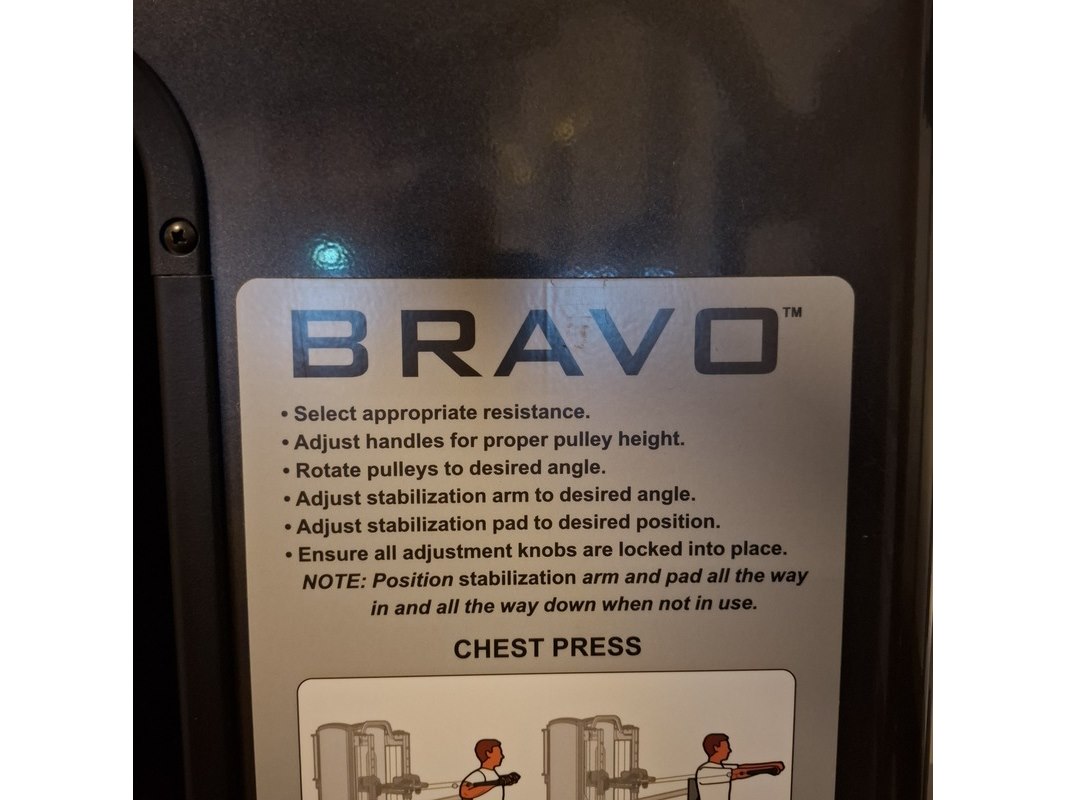 BRAVO™
• Select appropriate resistance.
• Adjust handles for proper pulley height.
• Rotate pulleys to desired angle.
• Adjust stabilization arm to desired angle.
• Adjust stabilization pad to desired position.
• Ensure all adjustment knobs are locked into place.
NOTE: Position stabilization arm and pad all the way
in and all the way down when not in use.
CHEST PRESS